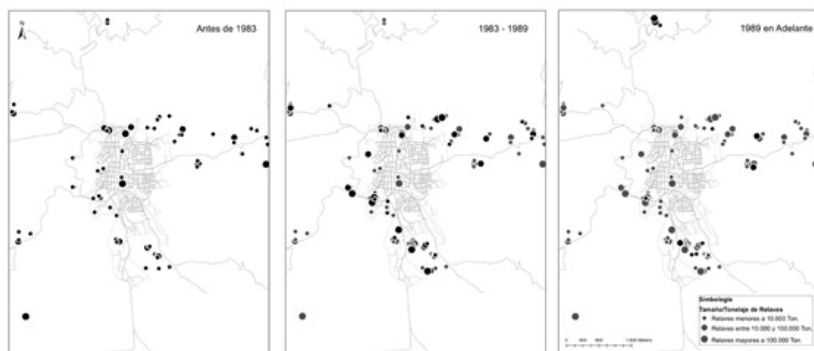 N
Antes de 1983
1983 - 1989
1989 en Adelante
Simbología
Tamaño/Tonelaje de Relaves
Relaves menores a 10.000 Ton.
Relaves entre 10.000 y 100.000 Ton.
Relaves mayores a 100.000 Ton.